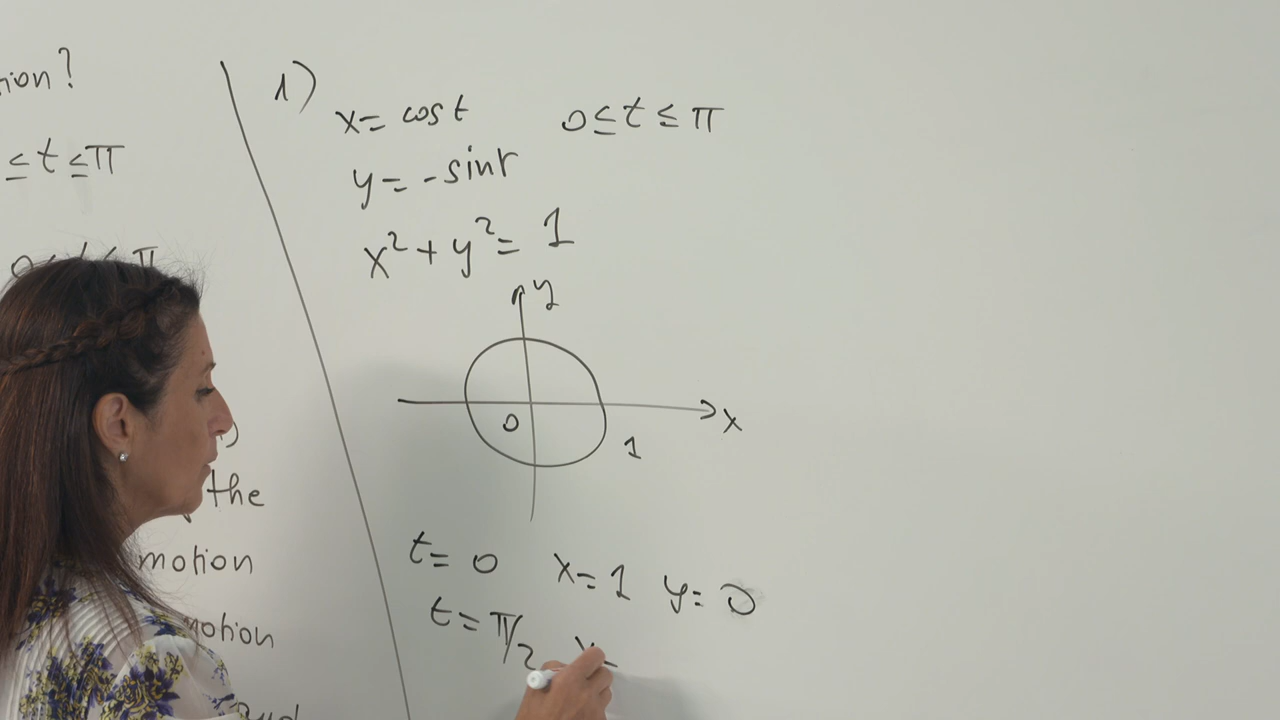 ion?
≤ t ≤ π
the
motion
motion
1)
x = cos t 0 ≤ t ≤ π
y = - sin t
x² + y² = 1
y
0
x
1
t = 0 x = 1 y = 0
t = π/2 x =